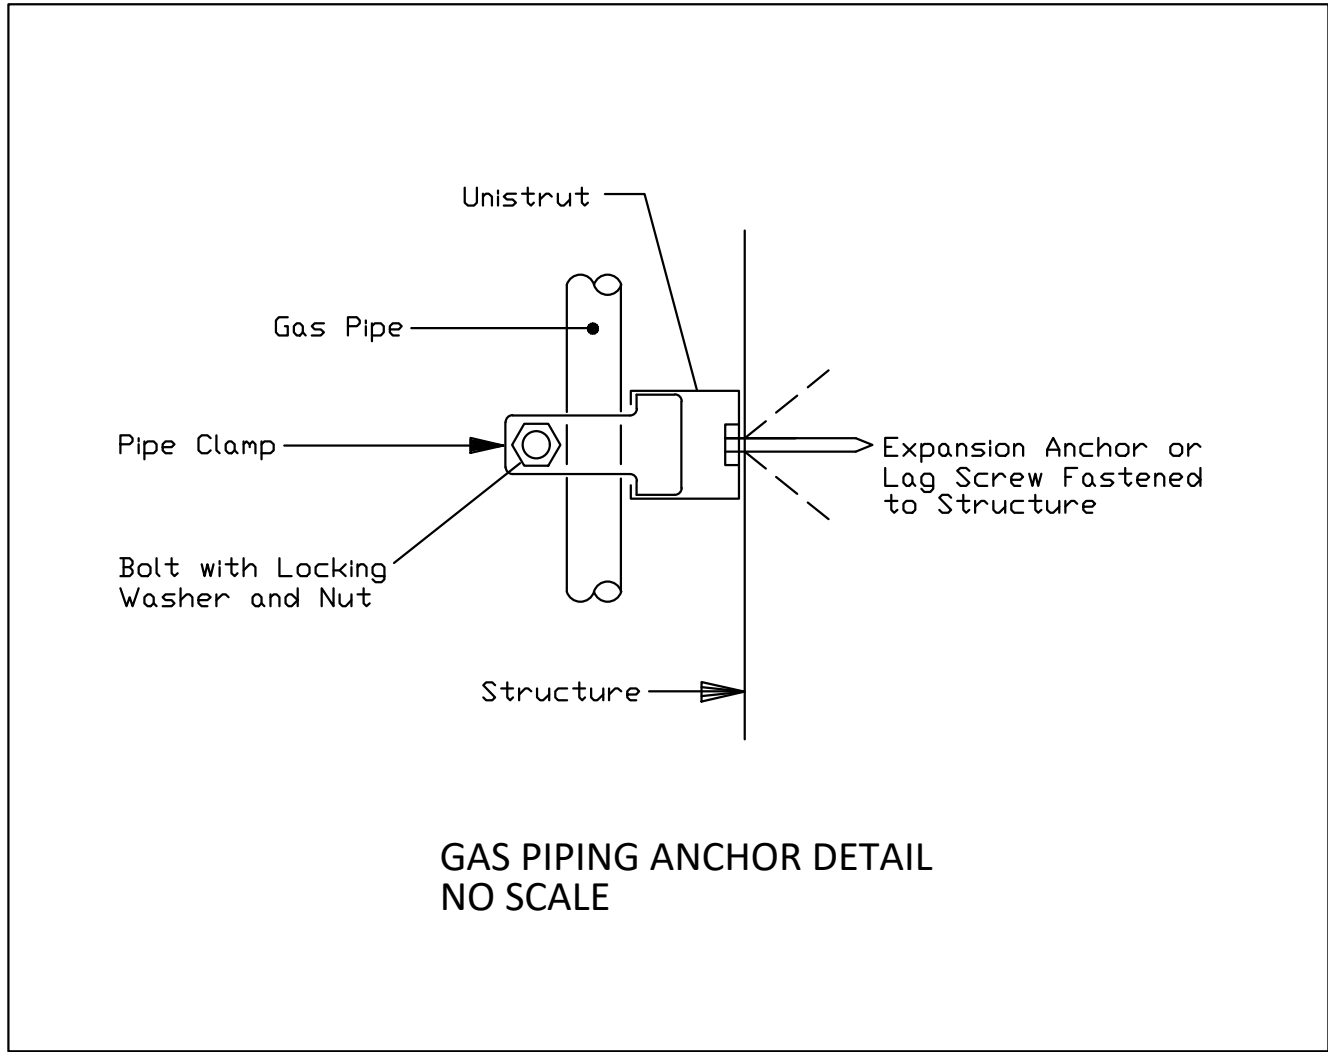 Unistrut
Gas Pipe
Pipe Clamp
Expansion Anchor or
Lag Screw Fastened
to Structure
Bolt with Locking
Washer and Nut
Structure
GAS PIPING ANCHOR DETAIL
NO SCALE